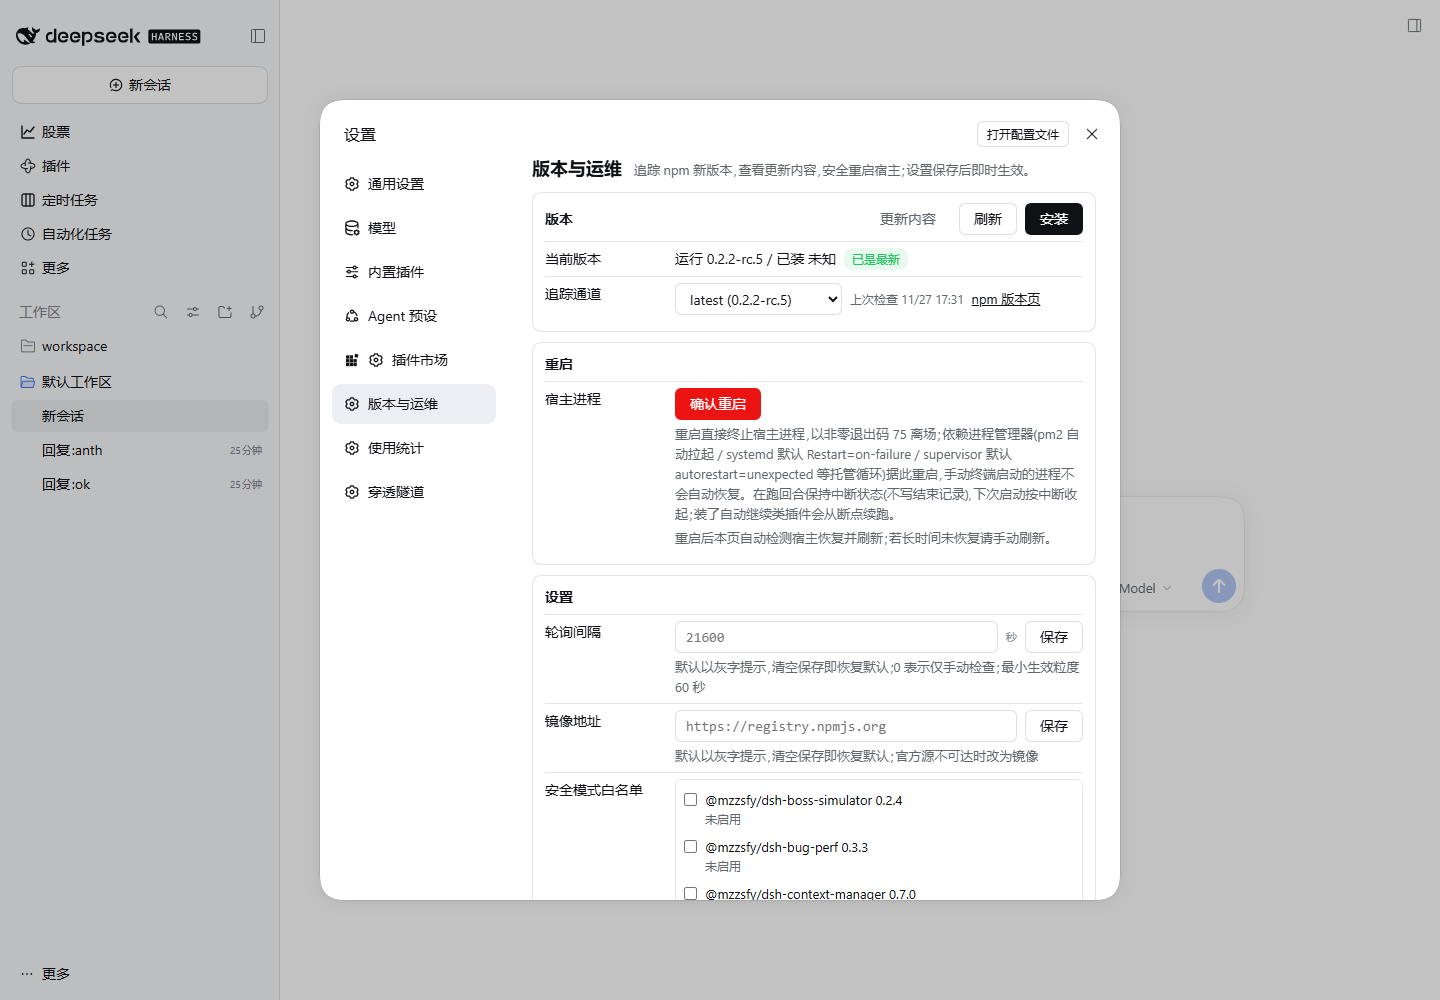 deepseek HARNESS
新会话
股票
插件
定时任务
自动化任务
更多
工作区
workspace
默认工作区
新会话
回复:anth 25分钟
回复:ok 25分钟
更多
设置
打开配置文件
通用设置
模型
内置插件
Agent 预设
插件市场
版本与运维
使用统计
穿透隧道
版本与运维 追踪 npm 新版本,查看更新内容,安全重启宿主;设置保存后即时生效。
版本 更新内容 刷新 安装
当前版本 运行 0.2.2-rc.5 / 已装 未知 已是最新
追踪通道 latest (0.2.2-rc.5) 上次检查 11/27 17:31 npm 版本页
重启
宿主进程 确认重启
重启直接终止宿主进程,以非零退出码 75 离场;依赖进程管理器(pm2 自
动拉起 / systemd 默认 Restart=on-failure / supervisor 默认
autorestart=unexpected 等托管循环)据此重启,手动终端启动的进程不
会自动恢复。在跑回合保持中断状态(不写结束记录),下次启动按中断收
起;装了自动继续类插件会从断点续跑。
重启后本页自动检测宿主恢复并刷新;若长时间未恢复请手动刷新。
设置
轮询间隔 21600 秒 保存
默认以灰字提示,清空保存即恢复默认;0 表示仅手动检查;最小生效粒度
60 秒
镜像地址 https://registry.npmjs.org 保存
默认以灰字提示,清空保存即恢复默认;官方源不可达时改为镜像
安全模式白名单
@mzzsfy/dsh-boss-simulator 0.2.4
未启用
@mzzsfy/dsh-bug-perf 0.3.3
未启用
@mzzsfy/dsh-context-manager 0.7.0
Model